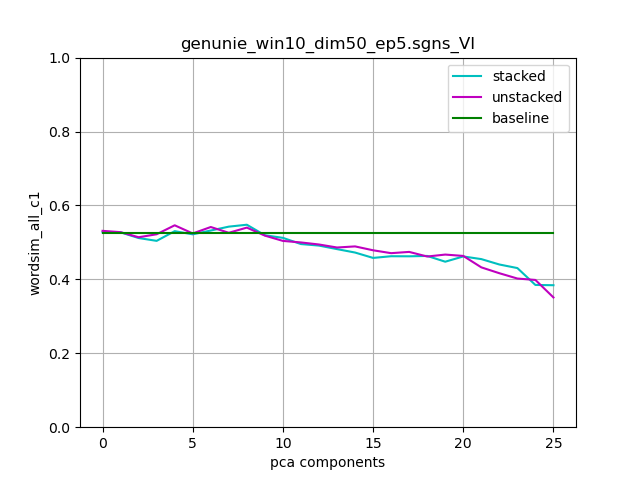 genunie_win10_dim50_ep5.sgns_VI
stacked
unstacked
baseline
wordsim_all_c1
1.0
0.8
0.6
0.4
0.2
0.0
0 5 10 15 20 25
pca components